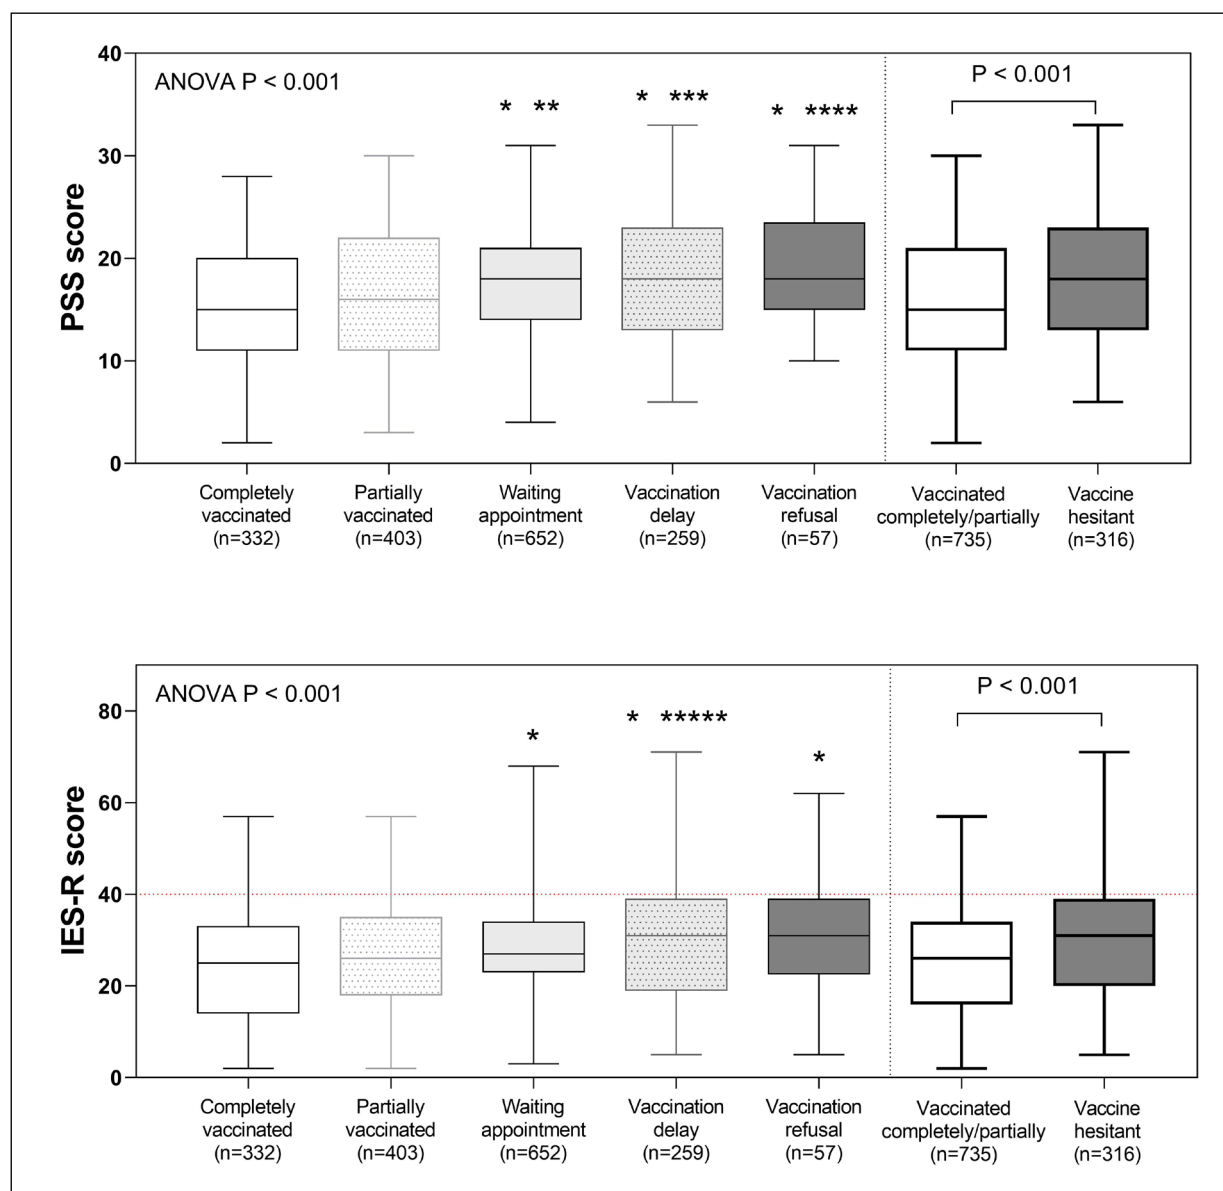 40
ANOVA P < 0.001
P < 0.001
* **
* ***
* ****
30
PSS score
20
10
0
Completely
vaccinated
(n=332)
Partially
vaccinated
(n=403)
Waiting
appointment
(n=652)
Vaccination
delay
(n=259)
Vaccination
refusal
(n=57)
Vaccinated
completely/partially
(n=735)
Vaccine
hesitant
(n=316)
ANOVA P < 0.001
P < 0.001
80
*
* *****
*
60
IES-R score
40
20
0
Completely
vaccinated
(n=332)
Partially
vaccinated
(n=403)
Waiting
appointment
(n=652)
Vaccination
delay
(n=259)
Vaccination
refusal
(n=57)
Vaccinated
completely/partially
(n=735)
Vaccine
hesitant
(n=316)